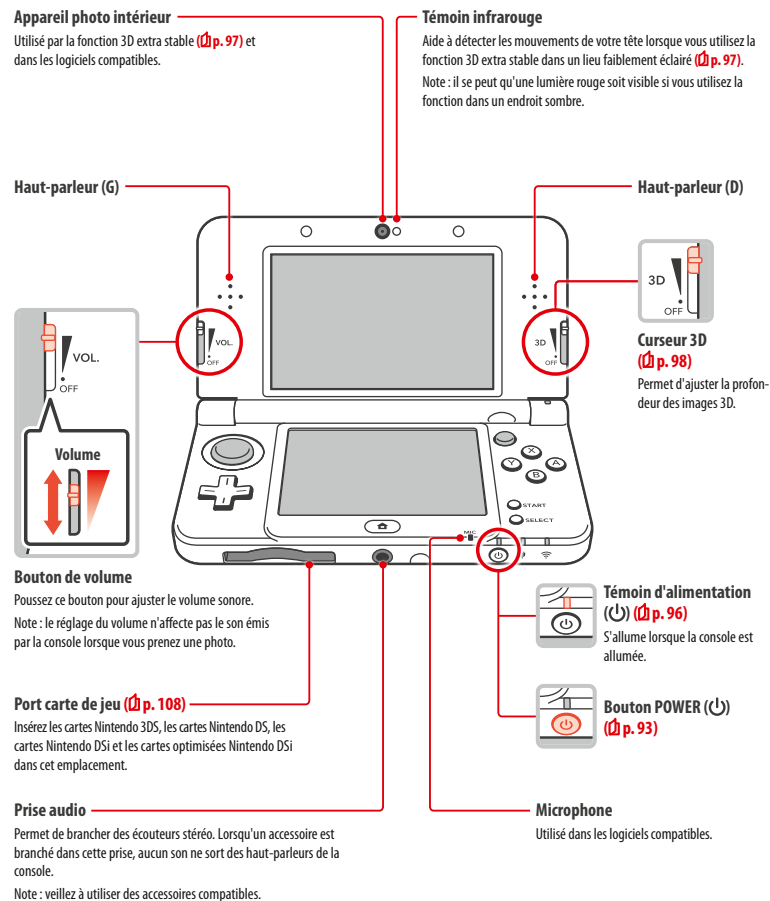 Appareil photo intérieur
Utilisé par la fonction 3D extra stable (p. 97) et
dans les logiciels compatibles.
Témoin infrarouge
Aide à détecter les mouvements de votre tête lorsque vous utilisez la
fonction 3D extra stable dans un lieu faiblement éclairé (p. 97).
Note : il se peut qu'une lumière rouge soit visible si vous utilisez la
fonction dans un endroit sombre.
Haut-parleur (G)
Haut-parleur (D)
VOL.
OFF
3D
OFF
3D
OFF
Curseur 3D
(p. 98)
Permet d'ajuster la profon-
deur des images 3D.
VOL.
OFF
Volume
X
Y
A
B
START
SELECT
MIC
Bouton de volume
Poussez ce bouton pour ajuster le volume sonore.
Note : le réglage du volume n'affecte pas le son émis
par la console lorsque vous prenez une photo.
Témoin d'alimentation
(⏻) (p. 96)
S'allume lorsque la console est
allumée.
Port carte de jeu (p. 108)
Insérez les cartes Nintendo 3DS, les cartes Nintendo DS, les
cartes Nintendo DSi et les cartes optimisées Nintendo DSi
dans cet emplacement.
Bouton POWER (⏻)
(p. 93)
Prise audio
Permet de brancher des écouteurs stéréo. Lorsqu'un accessoire est
branché dans cette prise, aucun son ne sort des haut-parleurs de la
console.
Note : veillez à utiliser des accessoires compatibles.
Microphone
Utilisé dans les logiciels compatibles.